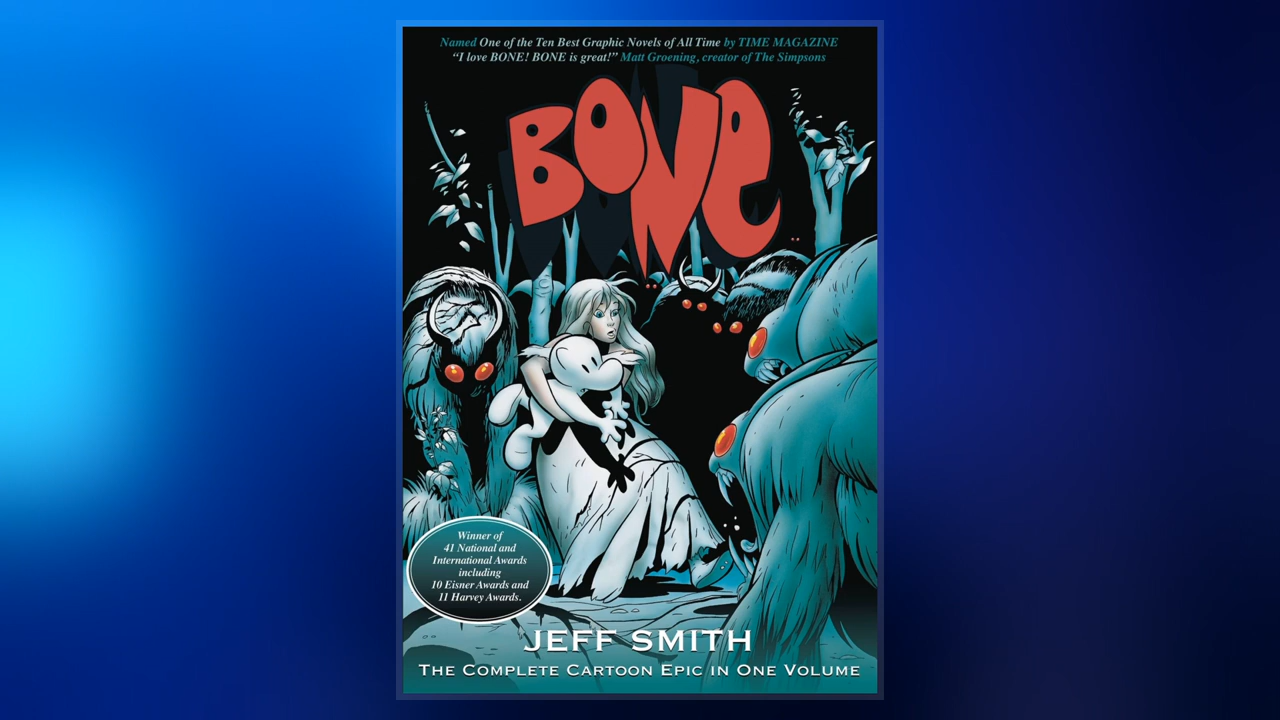 Named One of the Ten Best Graphic Novels of All Time by TIME MAGAZINE
“I love BONE! BONE is great!” Matt Groening, creator of The Simpsons
BONE
Winner of
41 National and
International Awards
including
10 Eisner Awards and
11 Harvey Awards.
JEFF SMITH
THE COMPLETE CARTOON EPIC IN ONE VOLUME